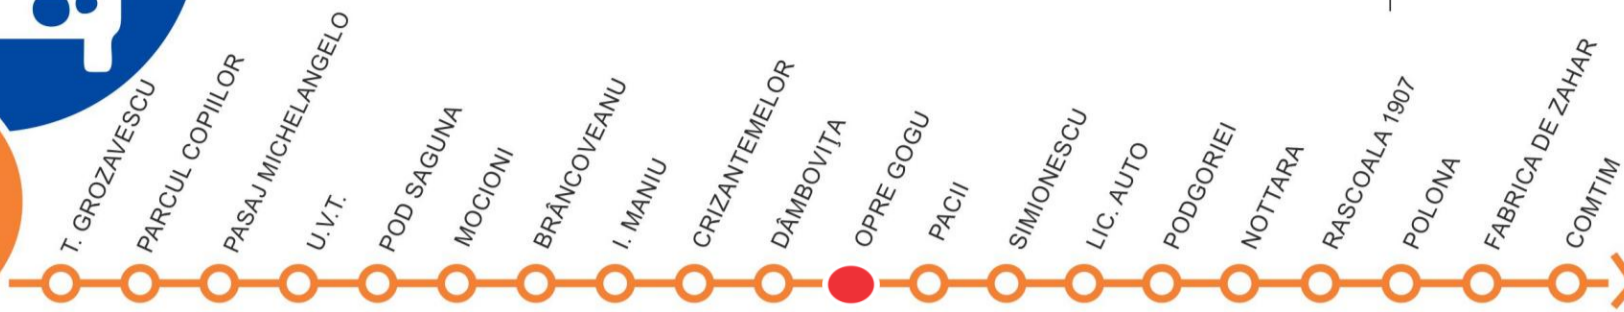 T. GROZAVESCU
PARCUL COPIILOR
PASAJ MICHELANGELO
U.V.T.
POD SAGUNA
MOCIONI
BRÂNCOVEANU
I. MANIU
CRIZANTEMELOR
DÂMBOVIŢA
OPRE GOGU
PACII
SIMIONESCU
LIC. AUTO
PODGORIEI
NOTTARA
RASCOALA 1907
POLONA
FABRICA DE ZAHAR
COMTIM